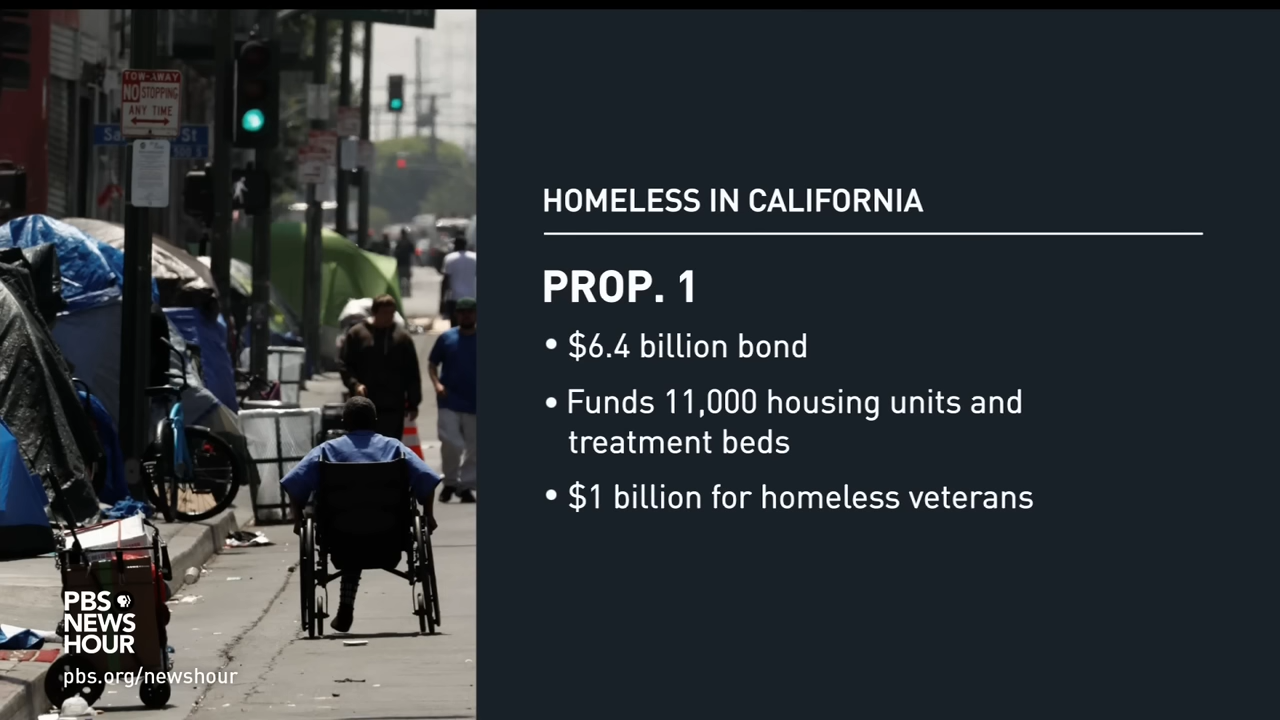 TOW-AWAY
NO STOPPING
ANY TIME
St
HOMELESS IN CALIFORNIA
PROP. 1
• $6.4 billion bond
• Funds 11,000 housing units and
treatment beds
• $1 billion for homeless veterans
PBS
NEWS
HOUR
pbs.org/newshour